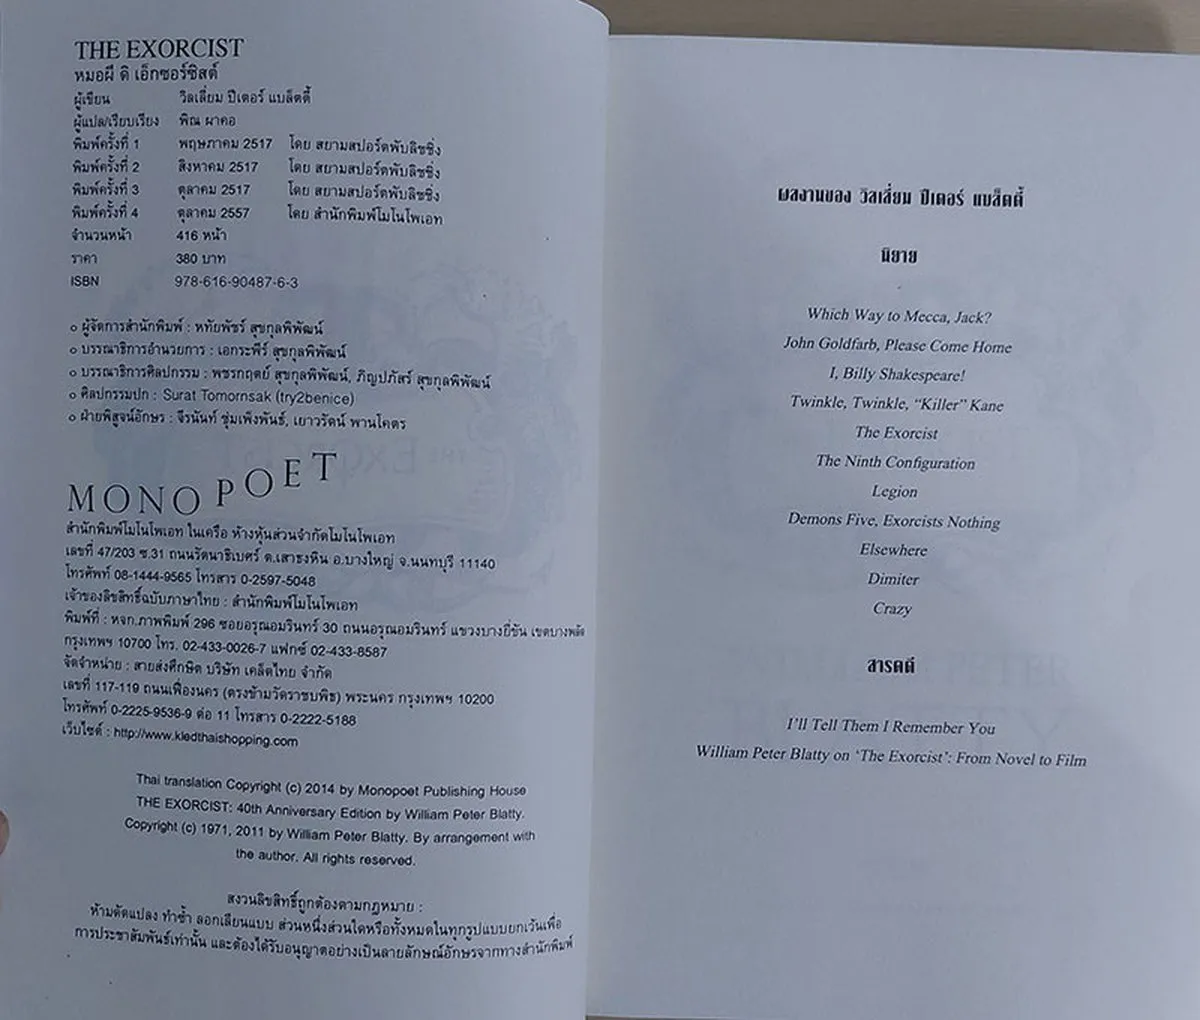 THE EXORCIST
หมอผี ดิ เอ็กซอร์ซิสต์
ผู้เขียน วิลเลี่ยม ปีเตอร์ แบล็ตตี้
ผู้แปล/เรียบเรียง พิณ ผาคอ
พิมพ์ครั้งที่ 1 พฤษภาคม 2517 โดย สยามสปอร์ตพับลิชชิ่ง
พิมพ์ครั้งที่ 2 สิงหาคม 2517 โดย สยามสปอร์ตพับลิชชิ่ง
พิมพ์ครั้งที่ 3 ตุลาคม 2517 โดย สยามสปอร์ตพับลิชชิ่ง
พิมพ์ครั้งที่ 4 ตุลาคม 2557 โดย สำนักพิมพ์โมโนโพเอท
จำนวนหน้า 416 หน้า
ราคา 380 บาท
ISBN 978-616-90487-6-3
o ผู้จัดการสำนักพิมพ์ : หทัยพัชร์ สุขกุลพิพัฒน์
o บรรณาธิการอำนวยการ : เอกระพีร์ สุขกุลพิพัฒน์
o บรรณาธิการศิลปกรรม : พชรกฤตย์ สุขกุลพิพัฒน์, ภิญปภัสร์ สุขกุลพิพัฒน์
o ศิลปกรรมปก : Surat Tomornsak (try2benice)
o ฝ่ายพิสูจน์อักษร : จีรนันท์ ชุ่มเพ็งพันธ์, เยาวรัตน์ พานโคตร
MONOPOET
สำนักพิมพ์โมโนโพเอท ในเครือ ห้างหุ้นส่วนจำกัดโมโนโพเอท
เลขที่ 47/203 ซ.31 ถนนรัตนาธิเบศร์ ต.เสาธงหิน อ.บางใหญ่ จ.นนทบุรี 11140
โทรศัพท์ 08-1444-9565 โทรสาร 0-2597-5048
เจ้าของลิขสิทธิ์ฉบับภาษาไทย : สำนักพิมพ์โมโนโพเอท
พิมพ์ที่ : หจก.ภาพพิมพ์ 296 ซอยอรุณอมรินทร์ 30 ถนนอรุณอมรินทร์ แขวงบางยี่ขัน เขตบางพลัด
กรุงเทพฯ 10700 โทร. 02-433-0026-7 แฟกซ์ 02-433-8587
จัดจำหน่าย : สายส่งศึกษิต บริษัท เคล็ดไทย จำกัด
เลขที่ 117-119 ถนนเฟื่องนคร (ตรงข้ามวัดราชบพิธ) พระนคร กรุงเทพฯ 10200
โทรศัพท์ 0-2225-9536-9 ต่อ 11 โทรสาร 0-2222-5188
เว็บไซต์ : http://www.kledthaishopping.com
Thai translation Copyright (c) 2014 by Monopoet Publishing House
THE EXORCIST: 40th Anniversary Edition by William Peter Blatty.
Copyright (c) 1971, 2011 by William Peter Blatty. By arrangement with
the author. All rights reserved.
สงวนลิขสิทธิ์ถูกต้องตามกฎหมาย :
ห้ามดัดแปลง ทำซ้ำ ลอกเลียนแบบ ส่วนหนึ่งส่วนใดหรือทั้งหมดในทุกรูปแบบยกเว้นเพื่อ
การประชาสัมพันธ์เท่านั้น และต้องได้รับอนุญาตอย่างเป็นลายลักษณ์อักษรจากทางสำนักพิมพ์
ผลงานของ วิลเลี่ยม ปีเตอร์ แบล็ตตี้
นิยาย
Which Way to Mecca, Jack?
John Goldfarb, Please Come Home
I, Billy Shakespeare!
Twinkle, Twinkle, “Killer” Kane
The Exorcist
The Ninth Configuration
Legion
Demons Five, Exorcists Nothing
Elsewhere
Dimiter
Crazy
สารคดี
I’ll Tell Them I Remember You
William Peter Blatty on ‘The Exorcist’: From Novel to Film